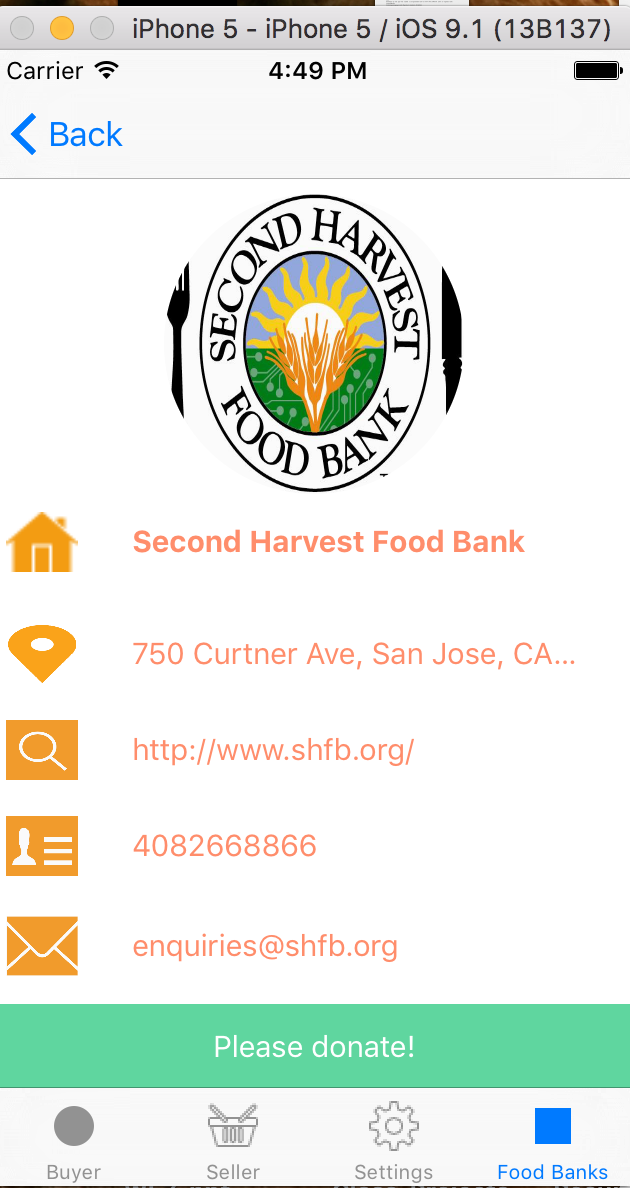 iPhone 5 - iPhone 5 / iOS 9.1 (13B137)
Carrier 4:49 PM
Back
SECOND HARVEST
FOOD BANK
Second Harvest Food Bank
750 Curtner Ave, San Jose, CA...
http://www.shfb.org/
4082668866
enquiries@shfb.org
Please donate!
Buyer Seller Settings Food Banks